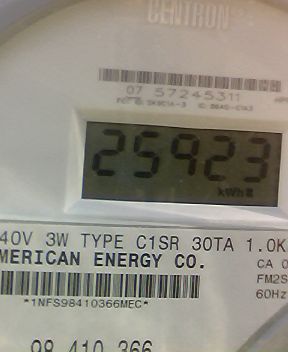 CENTRON
07 57245311
25923
kWh
40V 3W TYPE C1SR 30TA 1.0K
MERICAN ENERGY CO.
CA 0
FM2S
60Hz
*1NFS98410366MEC*
98 410 366